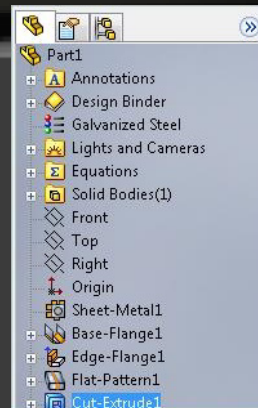 Part1
A Annotations
Design Binder
Galvanized Steel
Lights and Cameras
Σ Equations
Solid Bodies(1)
Front
Top
Right
Origin
Sheet-Metal1
Base-Flange1
Edge-Flange1
Flat-Pattern1
Cut-Extrude1